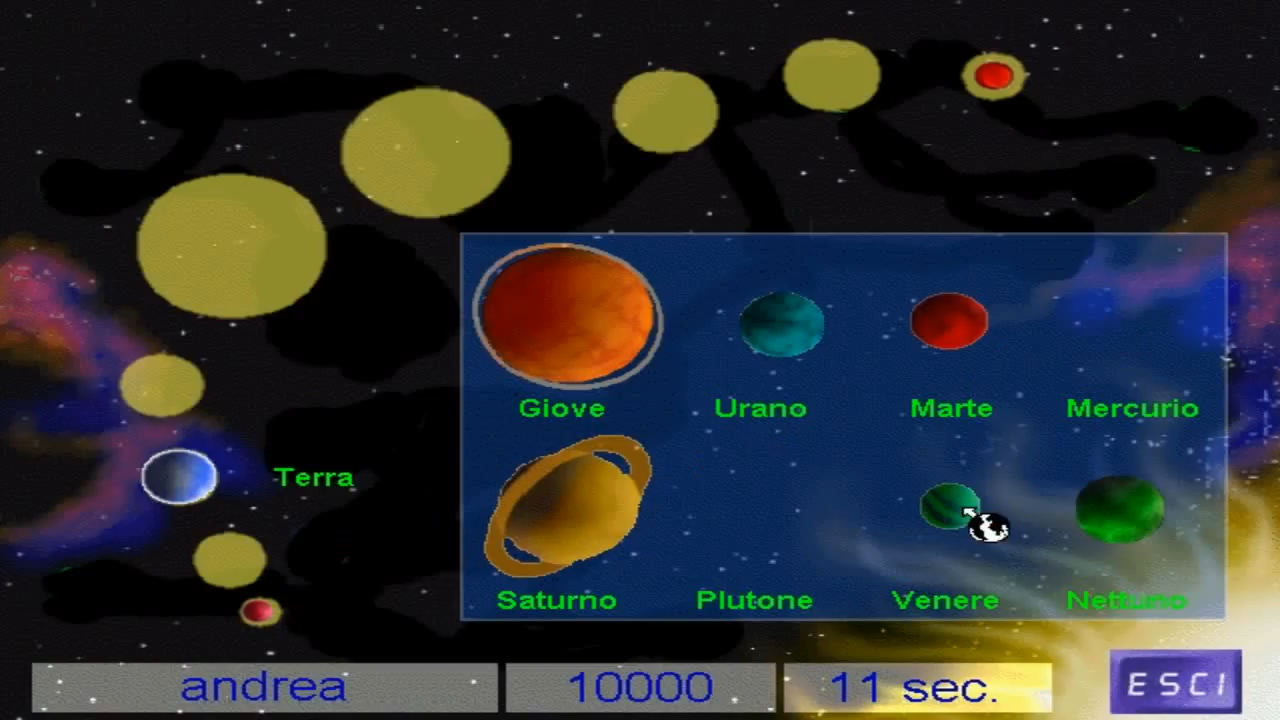 Giove Urano Marte Mercurio
Terra
Saturno Plutone Venere Nettuno
andrea 10000 11 sec. ESCI